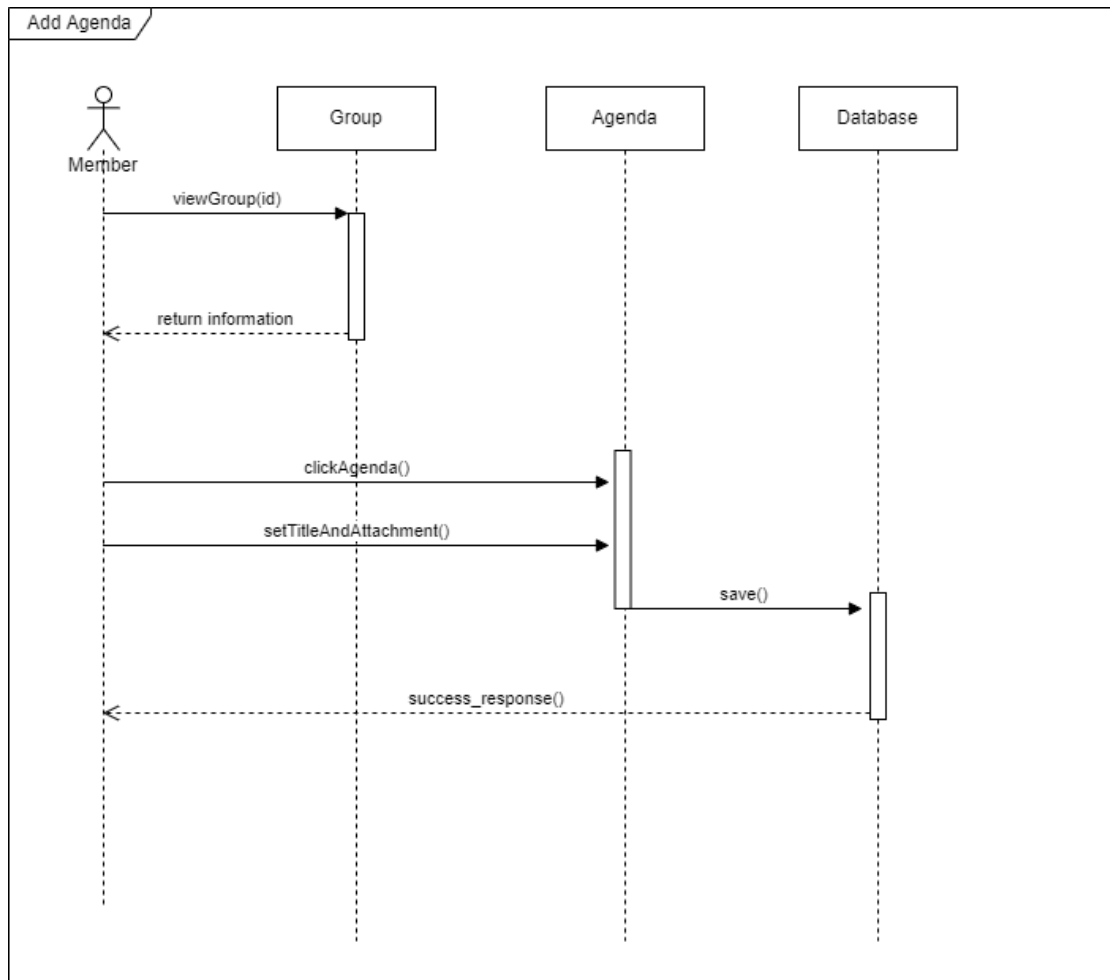 Add Agenda
Group
Agenda
Database
Member
viewGroup(id)
return information
clickAgenda()
setTitleAndAttachment()
save()
success_response()